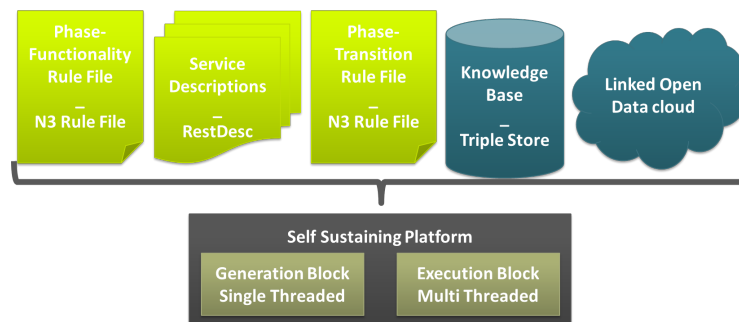 Phase-
Functionality
Rule File
_
N3 Rule File
Service
Descriptions
_
RestDesc
Phase-
Transition
Rule File
_
N3 Rule File
Knowledge
Base
_
Triple Store
Linked Open
Data cloud
Self Sustaining Platform
Generation Block
Single Threaded
Execution Block
Multi Threaded